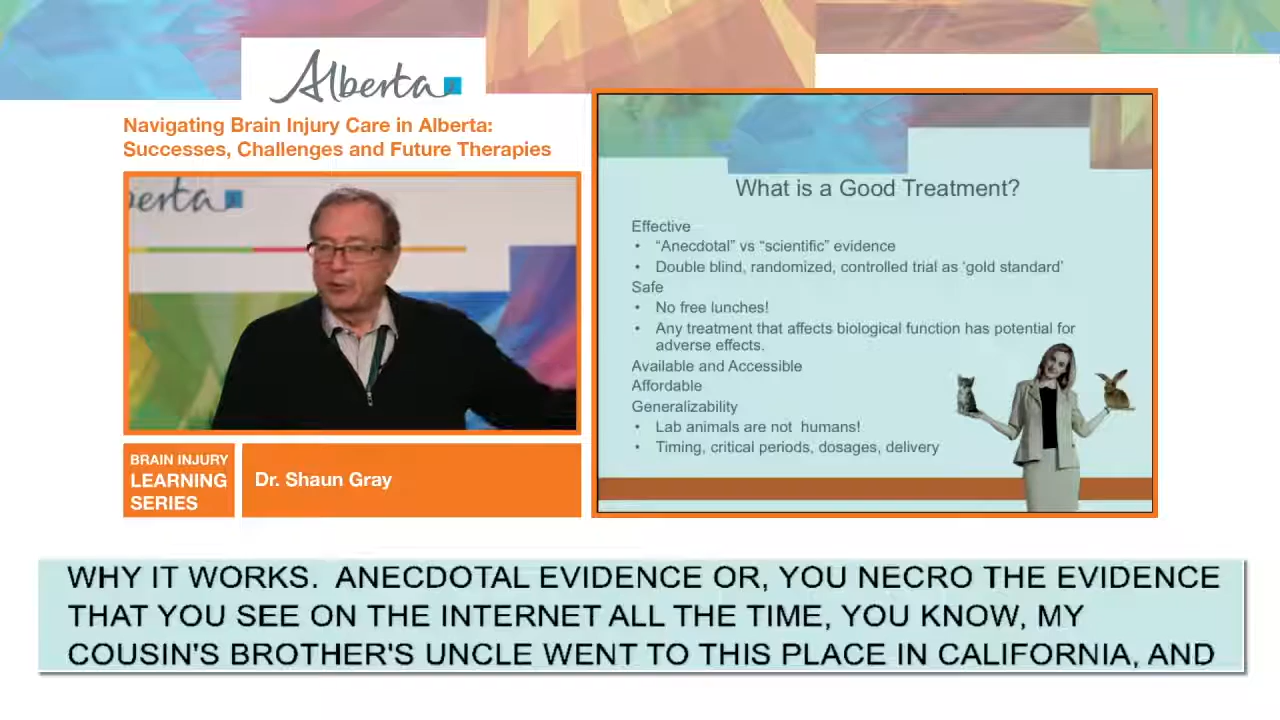 Alberta
Navigating Brain Injury Care in Alberta:
Successes, Challenges and Future Therapies
berta
BRAIN INJURY
LEARNING
SERIES
Dr. Shaun Gray
What is a Good Treatment?
Effective
• “Anecdotal” vs “scientific” evidence
• Double blind, randomized, controlled trial as ‘gold standard’
Safe
• No free lunches!
• Any treatment that affects biological function has potential for
adverse effects.
Available and Accessible
Affordable
Generalizability
• Lab animals are not humans!
• Timing, critical periods, dosages, delivery
WHY IT WORKS. ANECDOTAL EVIDENCE OR, YOU NECRO THE EVIDENCE
THAT YOU SEE ON THE INTERNET ALL THE TIME, YOU KNOW, MY
COUSIN'S BROTHER'S UNCLE WENT TO THIS PLACE IN CALIFORNIA, AND